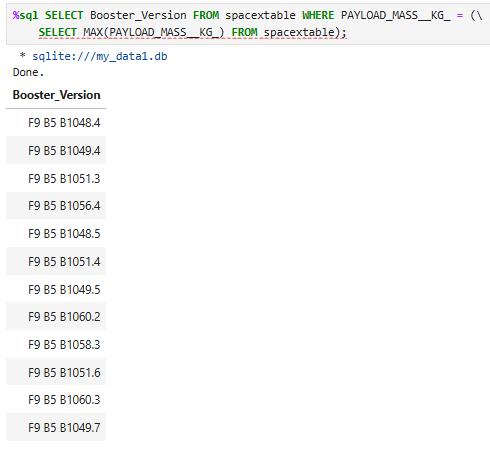 %sql SELECT Booster_Version FROM spacextable WHERE PAYLOAD_MASS__KG_ = (\
SELECT MAX(PAYLOAD_MASS__KG_) FROM spacextable);
* sqlite:///my_data1.db
Done.
Booster_Version
F9 B5 B1048.4
F9 B5 B1049.4
F9 B5 B1051.3
F9 B5 B1056.4
F9 B5 B1048.5
F9 B5 B1051.4
F9 B5 B1049.5
F9 B5 B1060.2
F9 B5 B1058.3
F9 B5 B1051.6
F9 B5 B1060.3
F9 B5 B1049.7